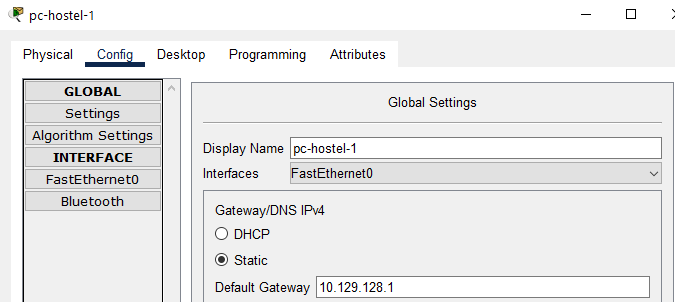 pc-hostel-1
Physical Config Desktop Programming Attributes
GLOBAL
Settings
Algorithm Settings
INTERFACE
FastEthernet0
Bluetooth
Global Settings
Display Name pc-hostel-1
Interfaces FastEthernet0
Gateway/DNS IPv4
DHCP
Static
Default Gateway 10.129.128.1